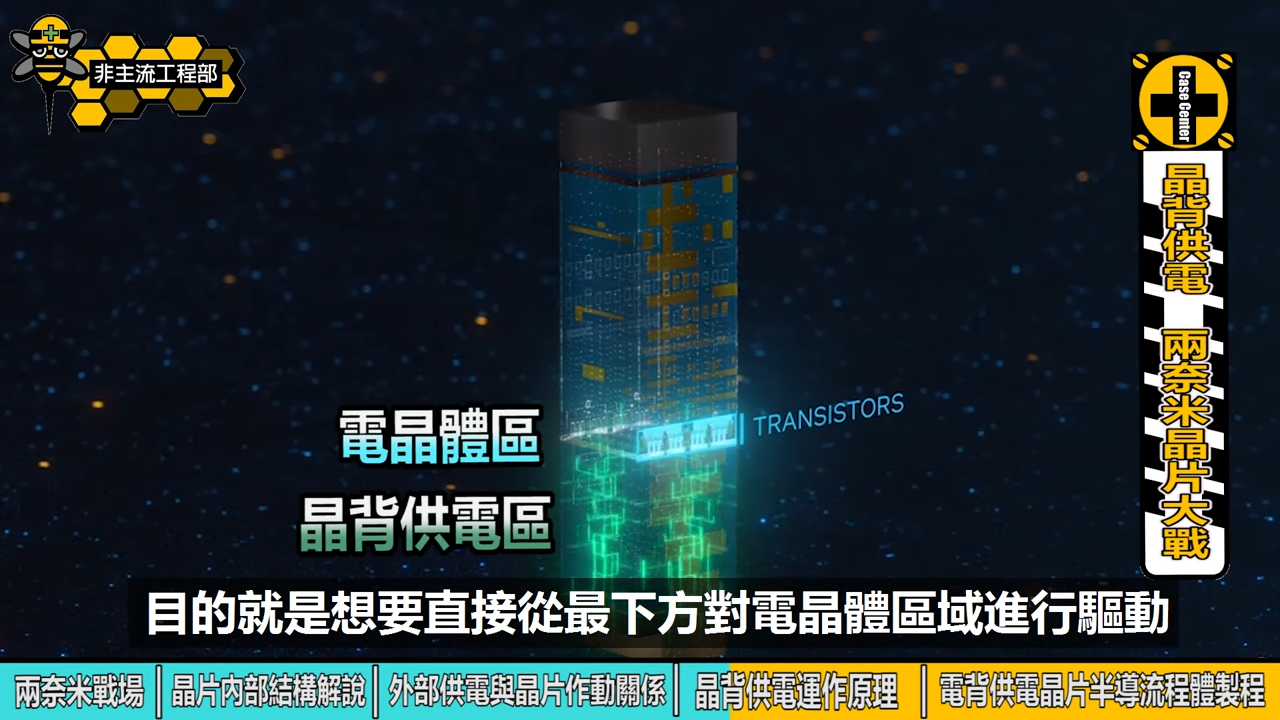 非主流工程部
Case Center
晶背供電 兩奈米晶片大戰
TRANSISTORS
電晶體區
晶背供電區
目的就是想要直接從最下方對電晶體區域進行驅動
兩奈米戰場
晶片內部結構解說
外部供電與晶片作動關係
晶背供電運作原理
電背供電晶片半導流程體製程